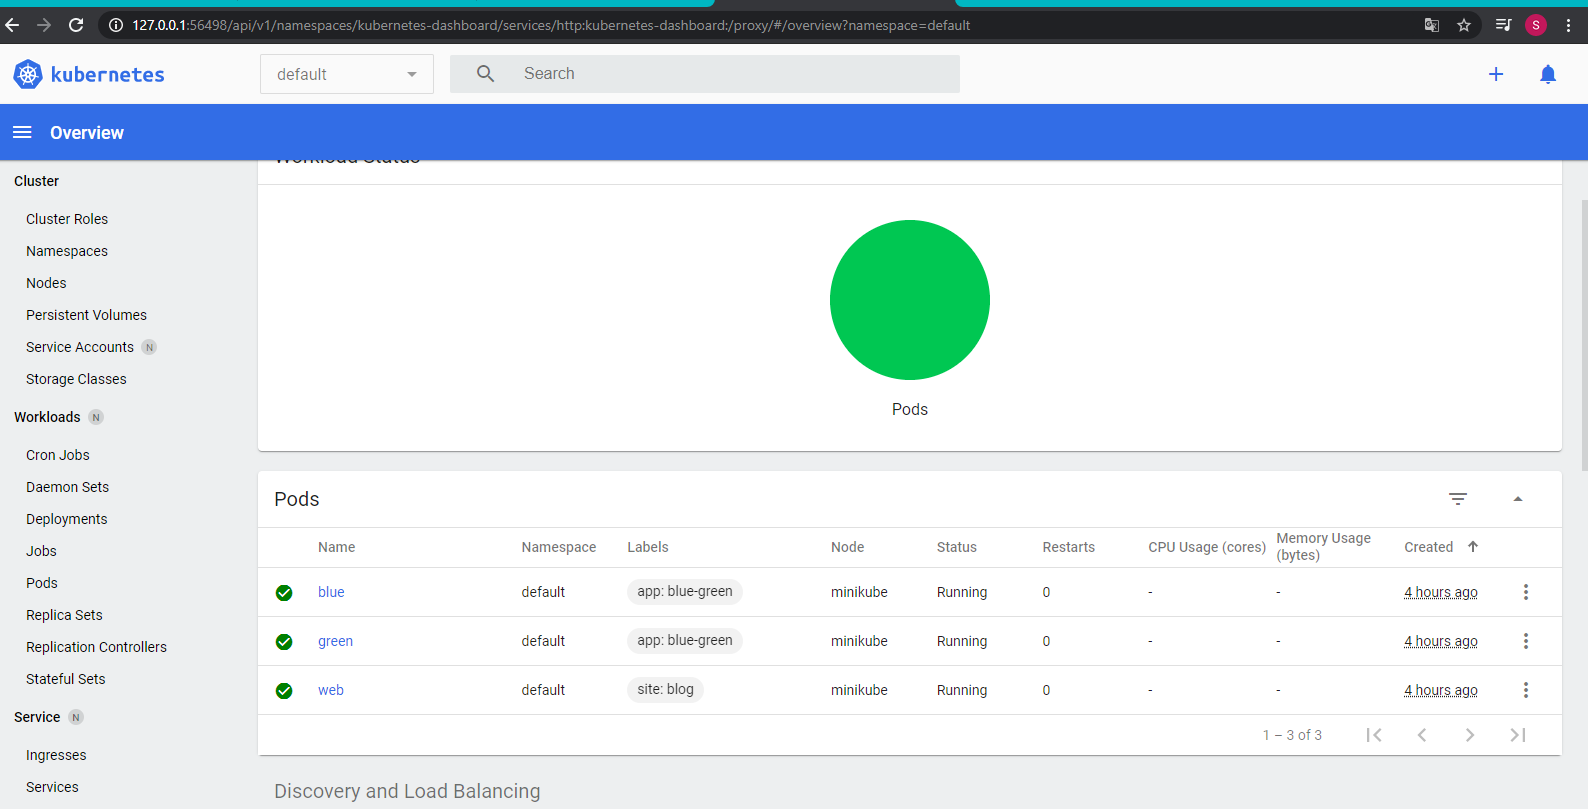 127.0.0.1:56498/api/v1/namespaces/kubernetes-dashboard/services/http:kubernetes-dashboard:/proxy/#/overview?namespace=default
S
kubernetes
default
Search
Overview
Workload Status
Cluster
Cluster Roles
Namespaces
Nodes
Persistent Volumes
Service Accounts N
Storage Classes
Workloads N
Cron Jobs
Daemon Sets
Deployments
Jobs
Pods
Replica Sets
Replication Controllers
Stateful Sets
Service N
Ingresses
Services
Pods
Pods
Name Namespace Labels Node Status Restarts CPU Usage (cores) Memory Usage (bytes) Created
blue default app: blue-green minikube Running 0 - - 4 hours ago
green default app: blue-green minikube Running 0 - - 4 hours ago
web default site: blog minikube Running 0 - - 4 hours ago
1 – 3 of 3
Discovery and Load Balancing